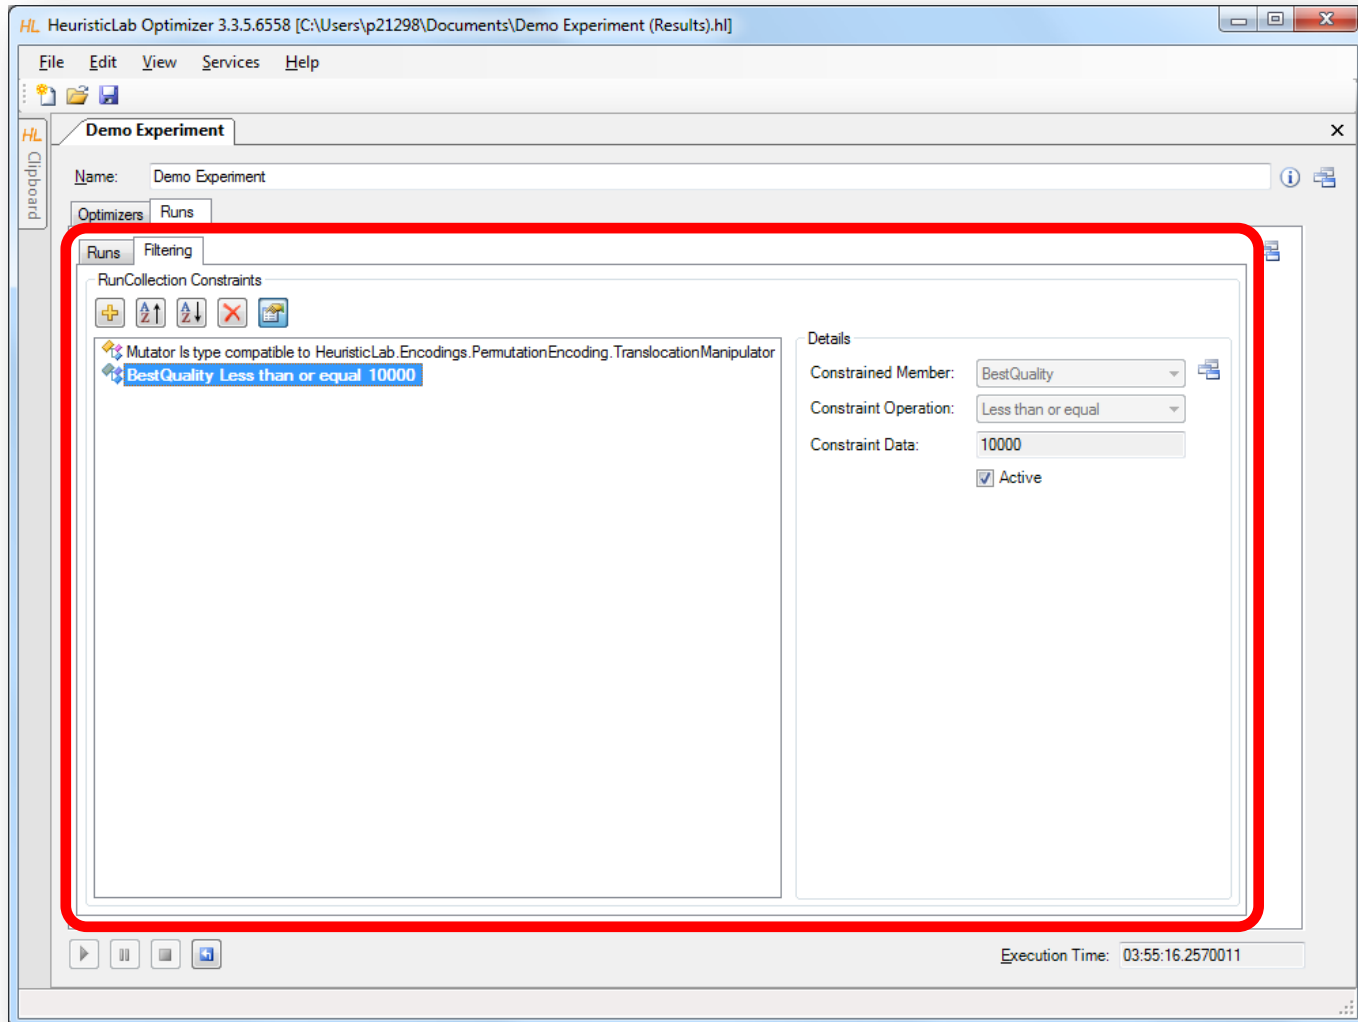 HL HeuristicLab Optimizer 3.3.5.6558 [C:\Users\p21298\Documents\Demo Experiment (Results).hl]
File Edit View Services Help
HL Clipboard
Demo Experiment
Name: Demo Experiment
Optimizers Runs
Runs Filtering
RunCollection Constraints
Mutator Is type compatible to HeuristicLab.Encodings.PermutationEncoding.TranslocationManipulator
BestQuality Less than or equal 10000
Details
Constrained Member: BestQuality
Constraint Operation: Less than or equal
Constraint Data: 10000
Active
Execution Time: 03:55:16.2570011